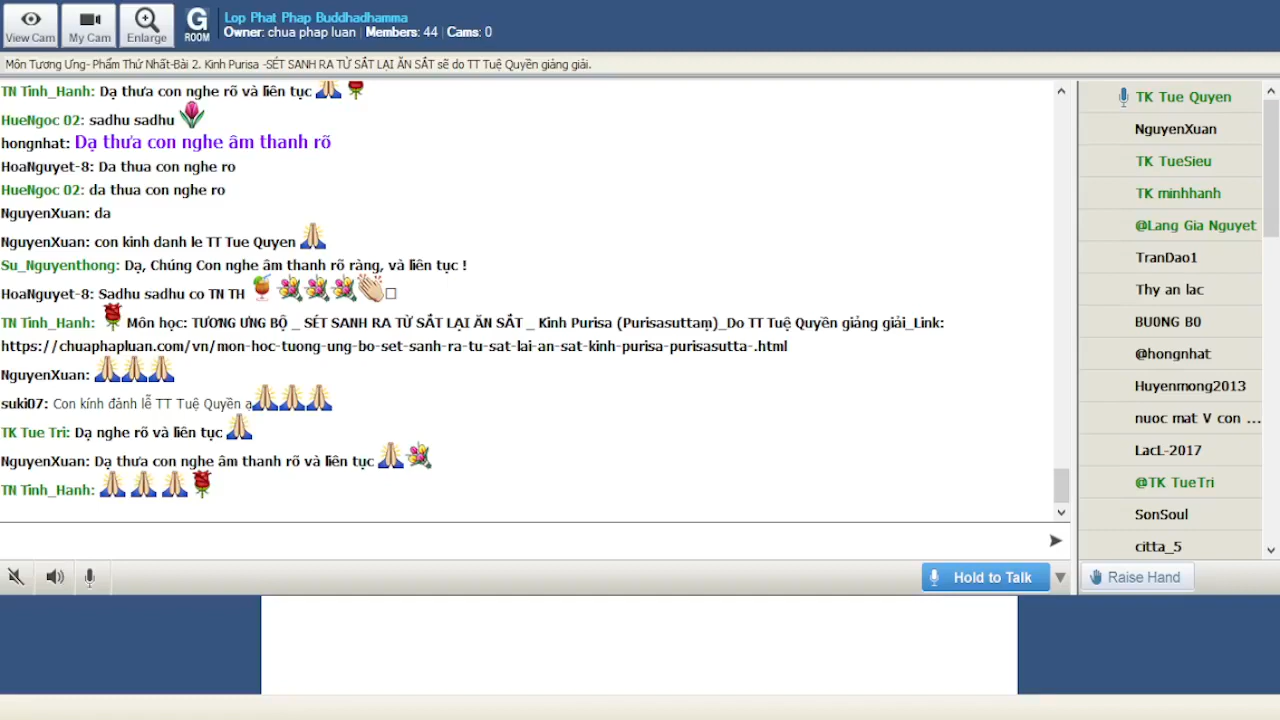 View Cam
My Cam
Enlarge
G
ROOM
Lop Phat Phap Buddhadhamma
Owner: chua phap luan | Members: 44 | Cams: 0
Môn Tương Ưng- Phẩm Thứ Nhất-Bài 2. Kinh Purisa -SÉT SANH RA TỪ SẮT LẠI ĂN SẮT sẽ do TT Tuệ Quyền giảng giải.
TN Tinh_Hanh: Dạ thưa con nghe rõ và liên tục
HueNgoc 02: sadhu sadhu
hongnhat: Dạ thưa con nghe âm thanh rõ
HoaNguyet-8: Da thua con nghe ro
HueNgoc 02: da thua con nghe ro
NguyenXuan: da
NguyenXuan: con kinh danh le TT Tue Quyen
Su_Nguyenthong: Dạ, Chúng Con nghe âm thanh rõ ràng, và liên tục !
HoaNguyet-8: Sadhu sadhu co TN TH
TN Tinh_Hanh: Môn học: TƯƠNG ƯNG BỘ _ SÉT SANH RA TỪ SẮT LẠI ĂN SẮT _ Kinh Purisa (Purisasuttaṃ)_Do TT Tuệ Quyền giảng giải_Link:
https://chuaphapluan.com/vn/mon-hoc-tuong-ung-bo-set-sanh-ra-tu-sat-lai-an-sat-kinh-purisa-purisasutta-.html
NguyenXuan:
suki07: Con kính đảnh lễ TT Tuệ Quyền ạ
TK Tue Tri: Dạ nghe rõ và liên tục
NguyenXuan: Dạ thưa con nghe âm thanh rõ và liên tục
TN Tinh_Hanh:
Hold to Talk
TK Tue Quyen
NguyenXuan
TK TueSieu
TK minhhanh
@Lang Gia Nguyet
TranDao1
Thy an lac
BU0NG B0
@hongnhat
Huyenmong2013
nuoc mat V con ...
LacL-2017
@TK TueTri
SonSoul
citta_5
Raise Hand